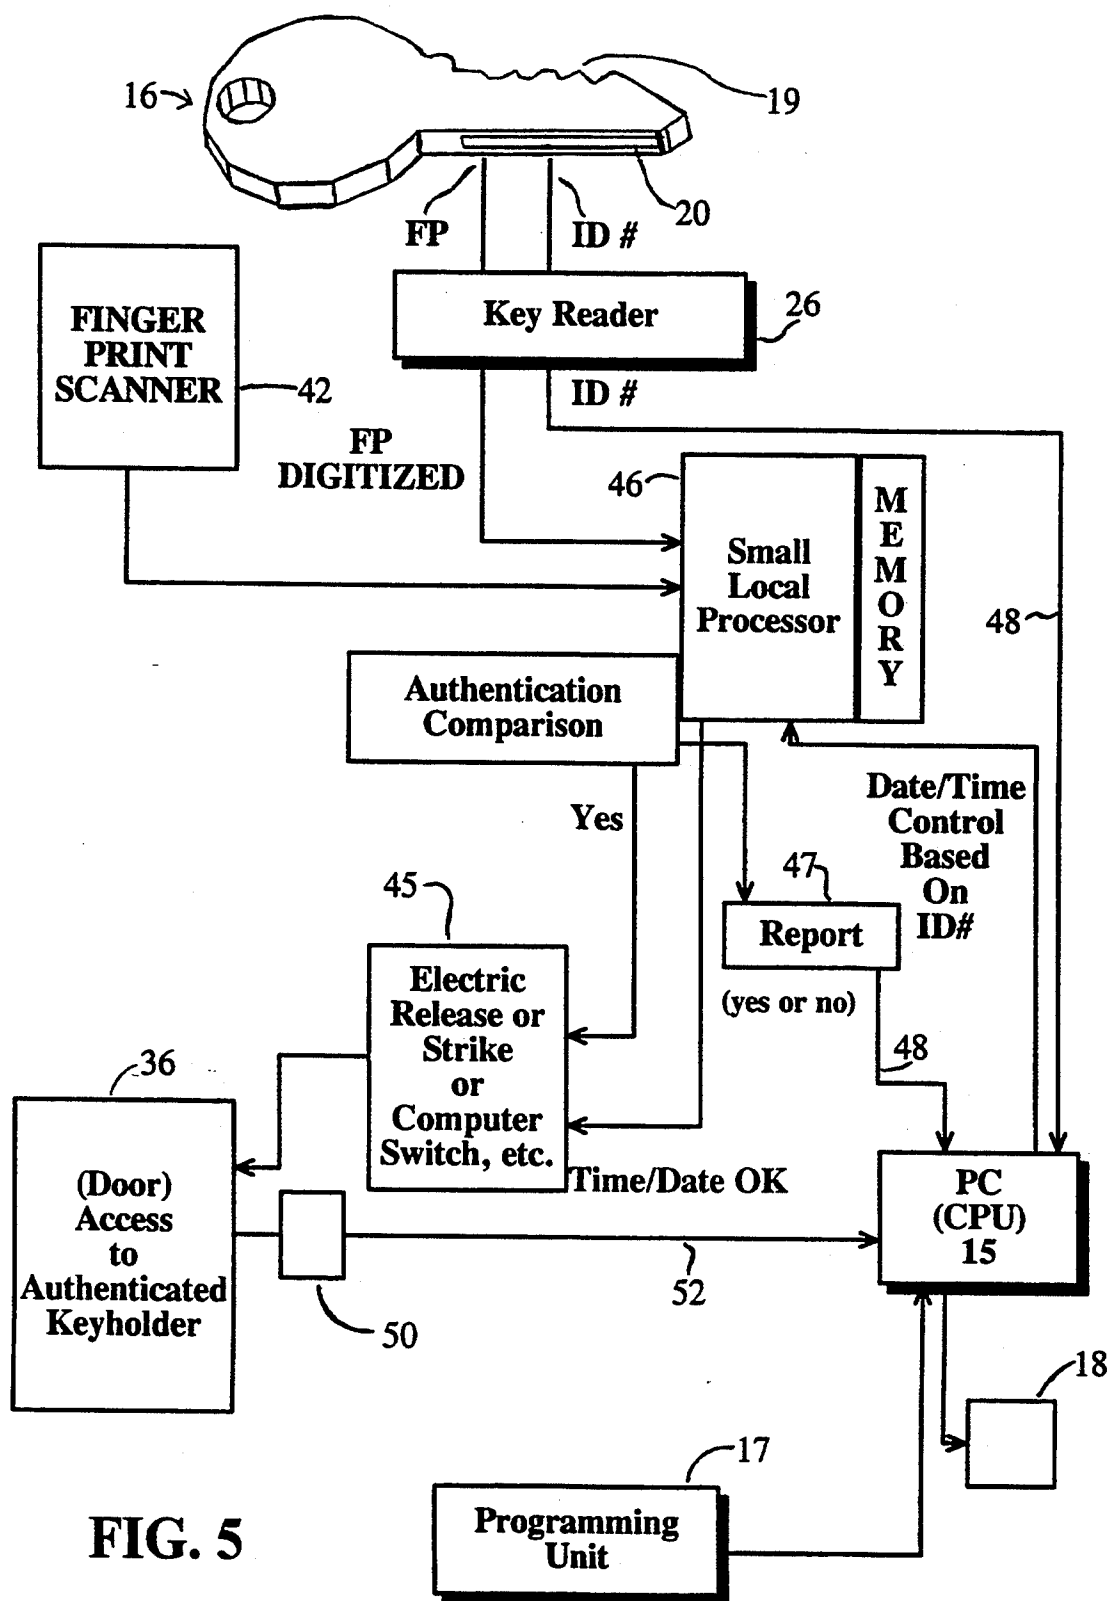 16
19
20
FP
ID #
FINGER
PRINT
SCANNER
42
Key Reader
26
ID #
FP
DIGITIZED
46
Small
Local
Processor
MEMORY
48
Authentication
Comparison
Yes
Date/Time
Control
Based
On
ID#
45
47
Report
(yes or no)
48
Electric
Release or
Strike
or
Computer
Switch, etc.
Time/Date OK
36
(Door)
Access
to
Authenticated
Keyholder
50
52
PC
(CPU)
15
18
17
Programming
Unit
FIG. 5